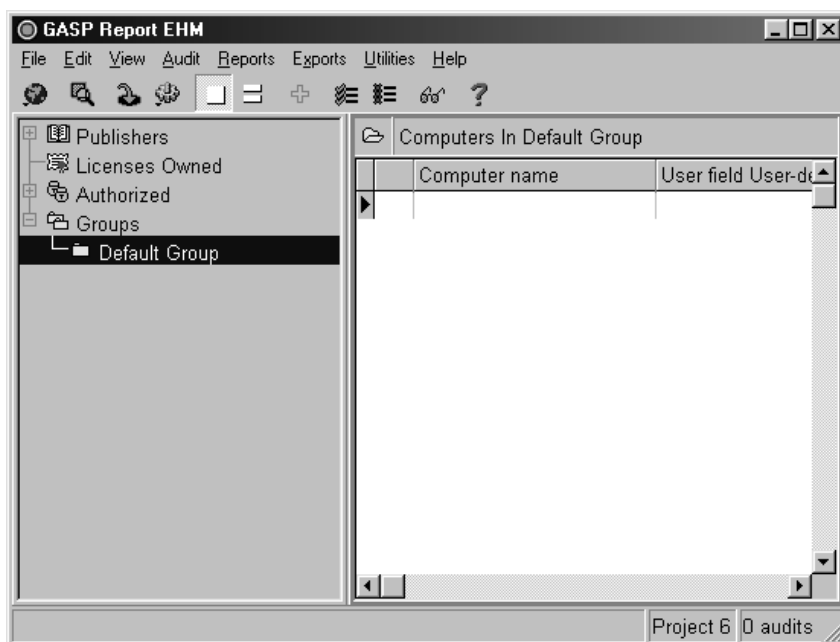 GASP Report EHM
File Edit View Audit Reports Exports Utilities Help
?
Publishers
Licenses Owned
Authorized
Groups
Default Group
Computers In Default Group
Computer name User field User-de
Project 6 0 audits